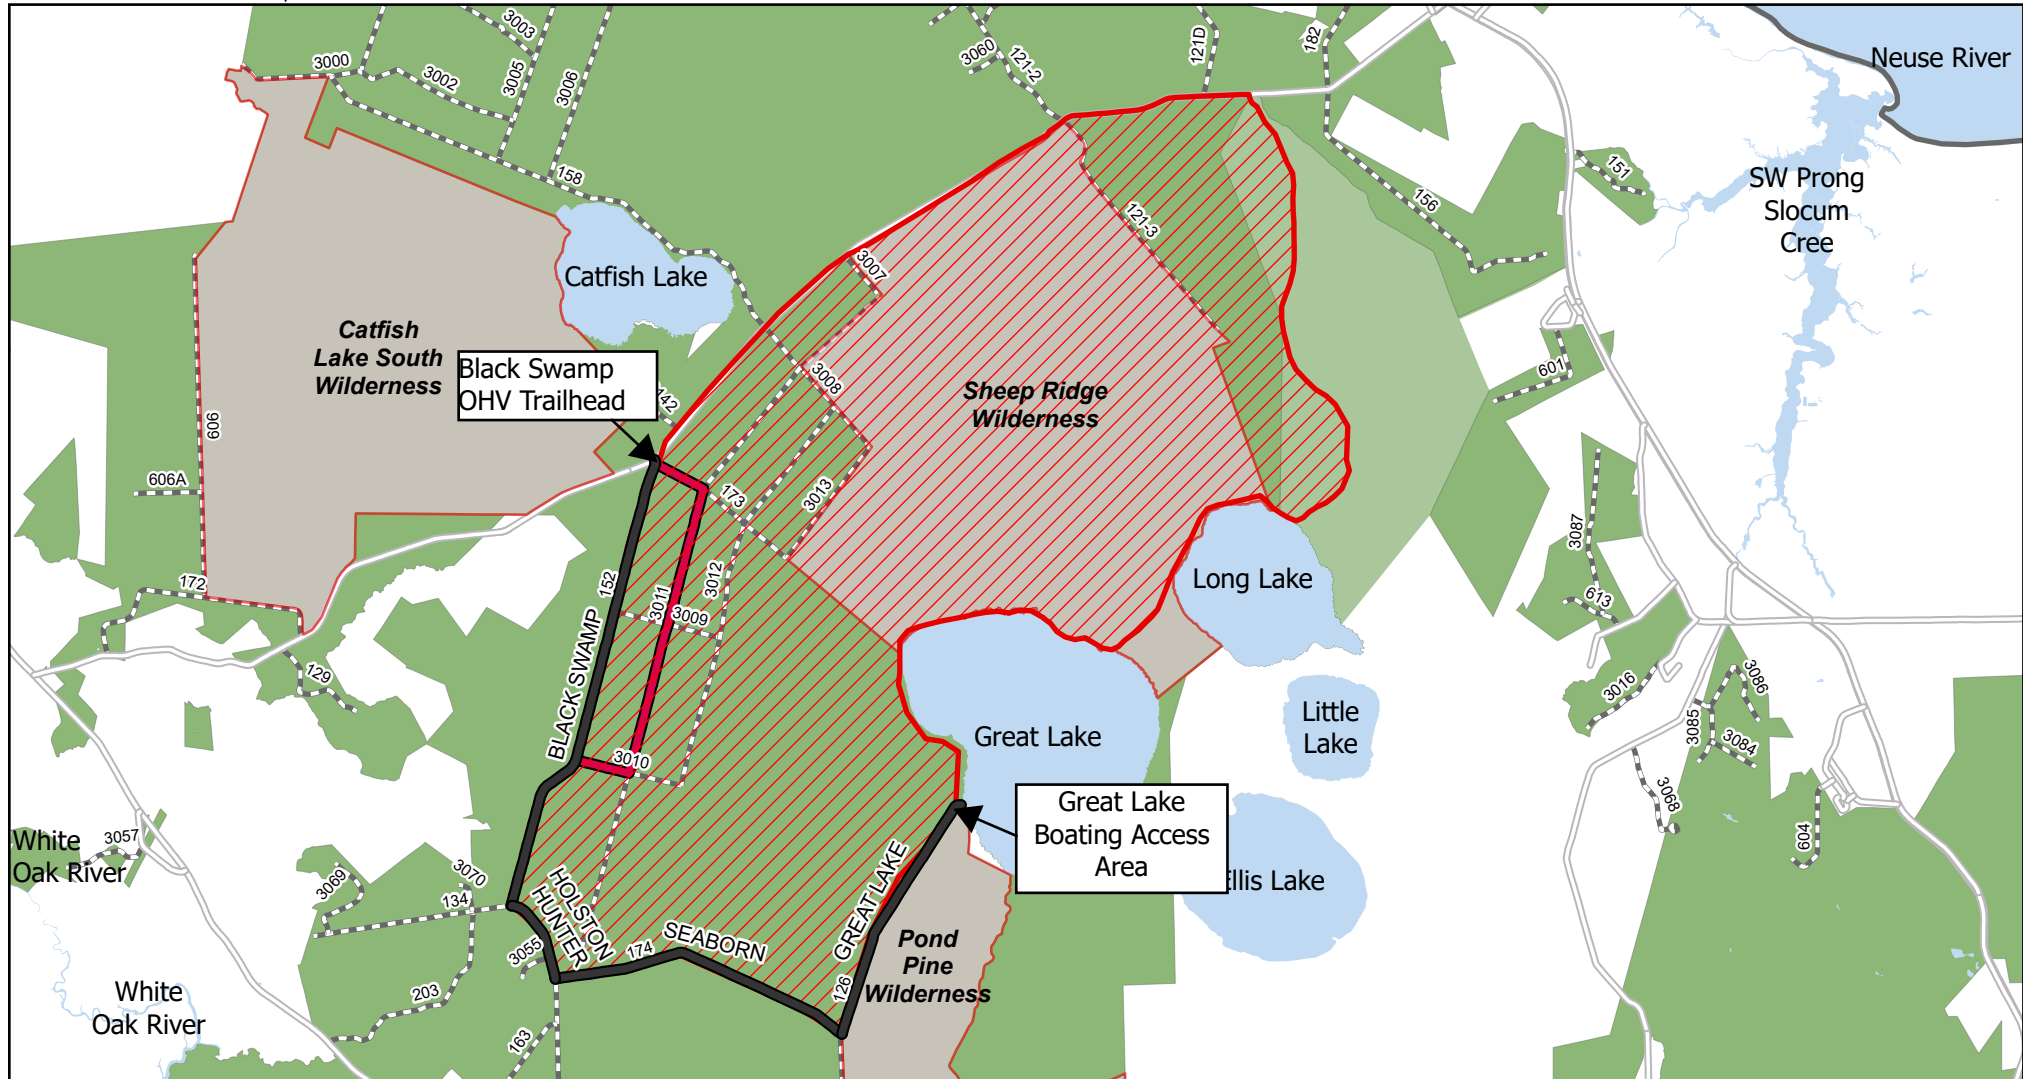 3003
3000
3002
3005
3006
3060
121-2
121D
182
Neuse River
158
151
SW Prong
Slocum
Cree
156
121-3
Catfish Lake
3007
Catfish
Lake South
Wilderness
Black Swamp
OHV Trailhead
142
3008
Sheep Ridge
Wilderness
601
606
606A
173
3013
3087
152
3011
3012
3009
Long Lake
172
613
BLACK SWAMP
129
3016
3086
3085
3084
Great Lake
Little
Lake
3010
3068
604
Great Lake
Boating Access
Area
White
Oak River
3057
3069
3070
134
HOLSTON
HUNTER
GREAT LAKE
Ellis Lake
3055
174
SEABORN
Pond
Pine
Wilderness
126
203
White
Oak River
163